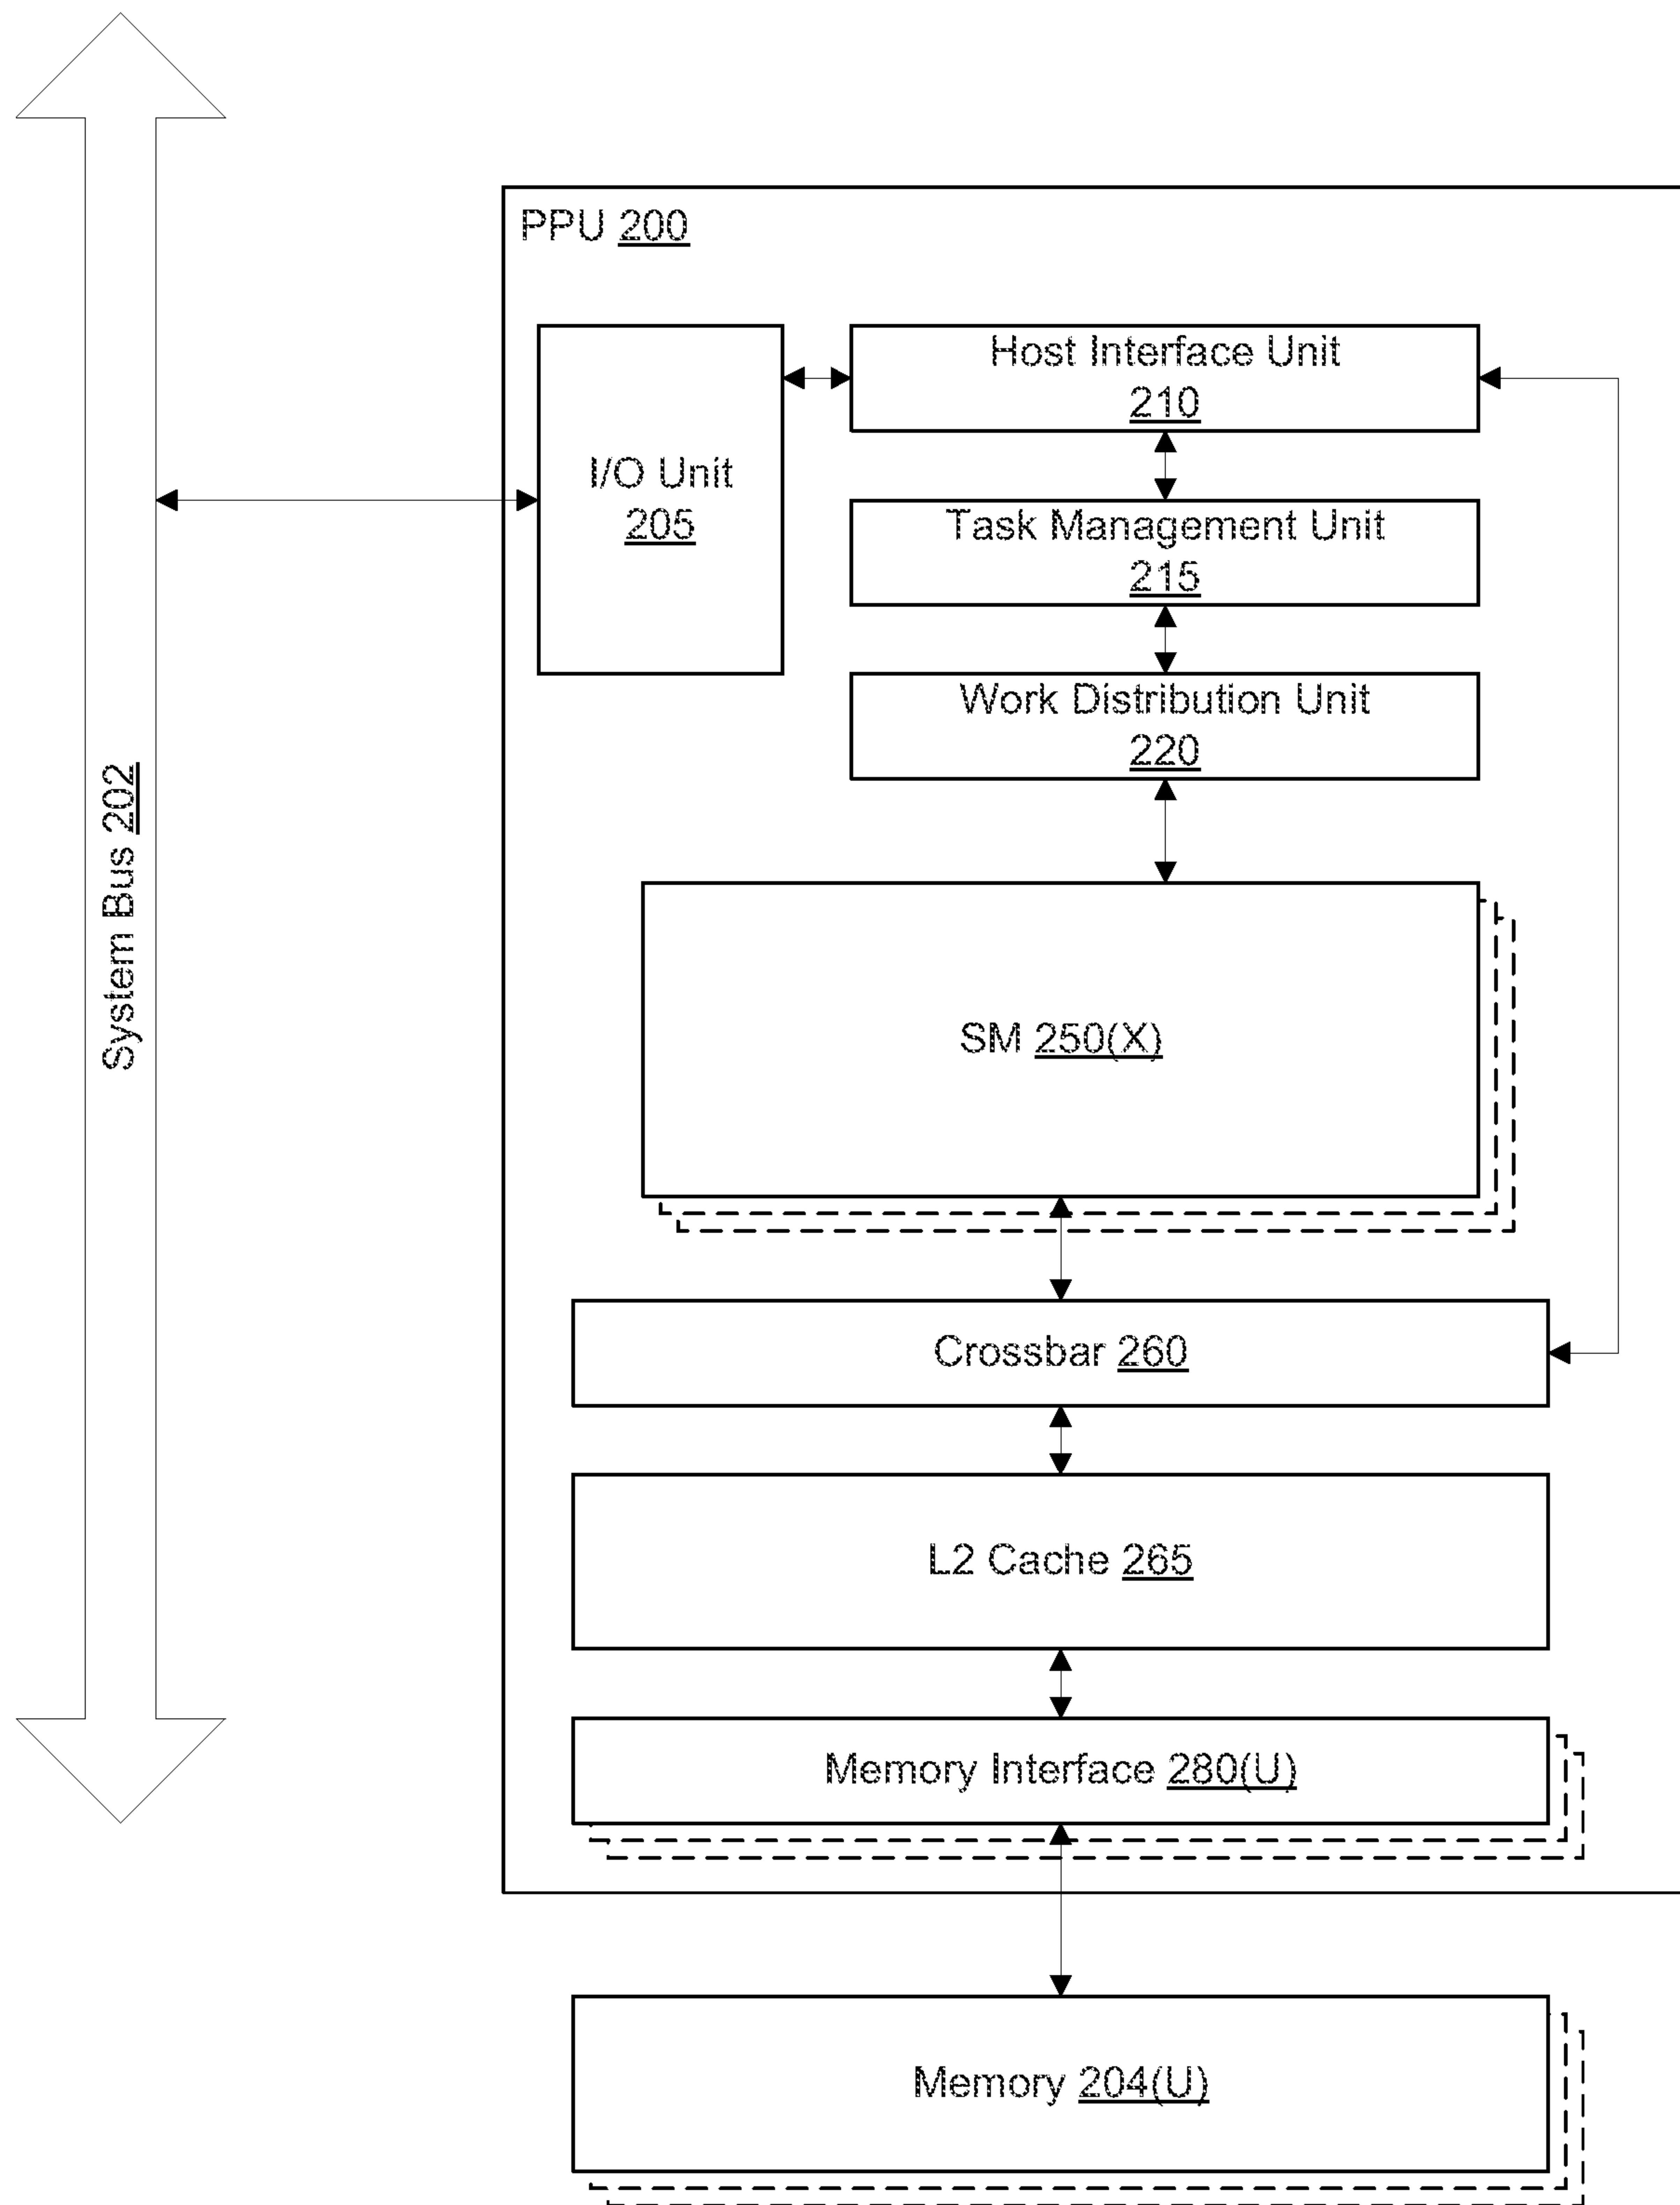 PPU 200
Host Interface Unit
210
I/O Unit
205
Task Management Unit
215
Work Distribution Unit
220
System Bus 202
SM 250(X)
Crossbar 260
L2 Cache 265
Memory Interface 280(U)
Memory 204(U)